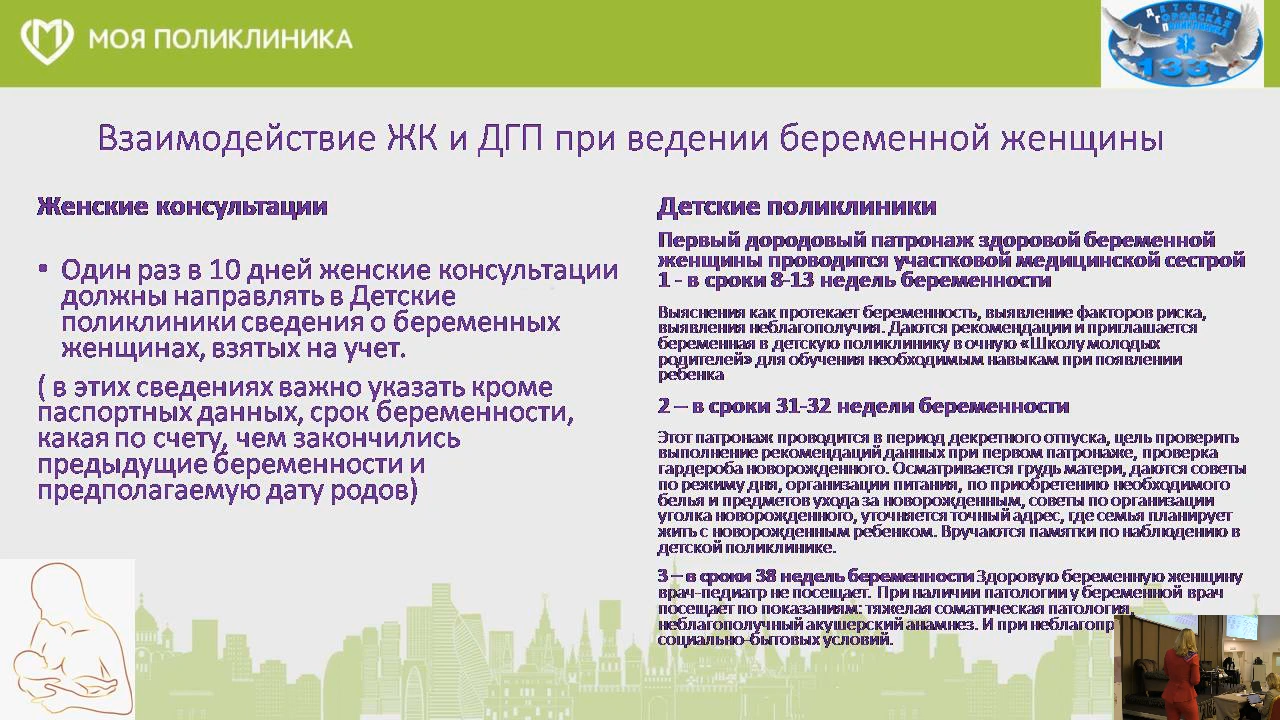 МОЯ ПОЛИКЛИНИКА
ДЕТСКАЯ
ГОРОДСКАЯ
ПОЛИКЛИНИКА
133
Взаимодействие ЖК и ДГП при ведении беременной женщины
Женские консультации
• Один раз в 10 дней женские консультации
должны направлять в Детские
поликлиники сведения о беременных
женщинах, взятых на учет.
( в этих сведениях важно указать кроме
паспортных данных, срок беременности,
какая по счету, чем закончились
предыдущие беременности и
предполагаемую дату родов)
Детские поликлиники
Первый дородовый патронаж здоровой беременной
женщины проводится участковой медицинской сестрой
1 - в сроки 8-13 недель беременности
Выяснения как протекает беременность, выявление факторов риска,
выявления неблагополучия. Даются рекомендации и приглашается
беременная в детскую поликлинику в очную «Школу молодых
родителей» для обучения необходимым навыкам при появлении
ребенка
2 – в сроки 31-32 недели беременности
Этот патронаж проводится в период декретного отпуска, цель проверить
выполнение рекомендаций данных при первом патронаже, проверка
гардероба новорожденного. Осматривается грудь матери, даются советы
по режиму дня, организации питания, по приобретению необходимого
белья и предметов ухода за новорожденным, советы по организации
уголка новорожденного, уточняется точный адрес, где семья планирует
жить с новорожденным ребенком. Вручаются памятки по наблюдению в
детской поликлинике.
3 – в сроки 38 недель беременности Здоровую беременную женщину
врач-педиатр не посещает. При наличии патологии у беременной врач
посещает по показаниям: тяжелая соматическая патология,
неблагополучный акушерский анамнез. И при неблагопр
социально-бытовых условий.